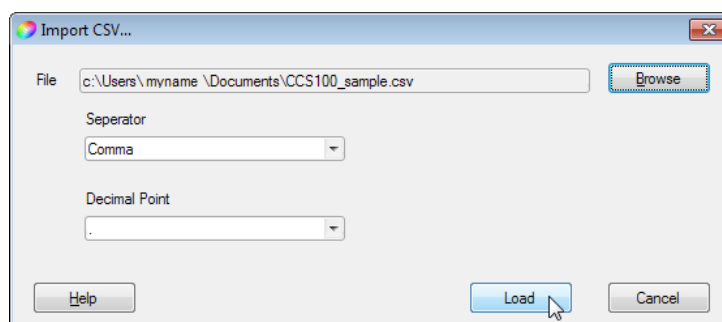 Import CSV...
File c:\Users\ myname \Documents\CCS100_sample.csv Browse
Seperator
Comma
Decimal Point
.
Help Load Cancel